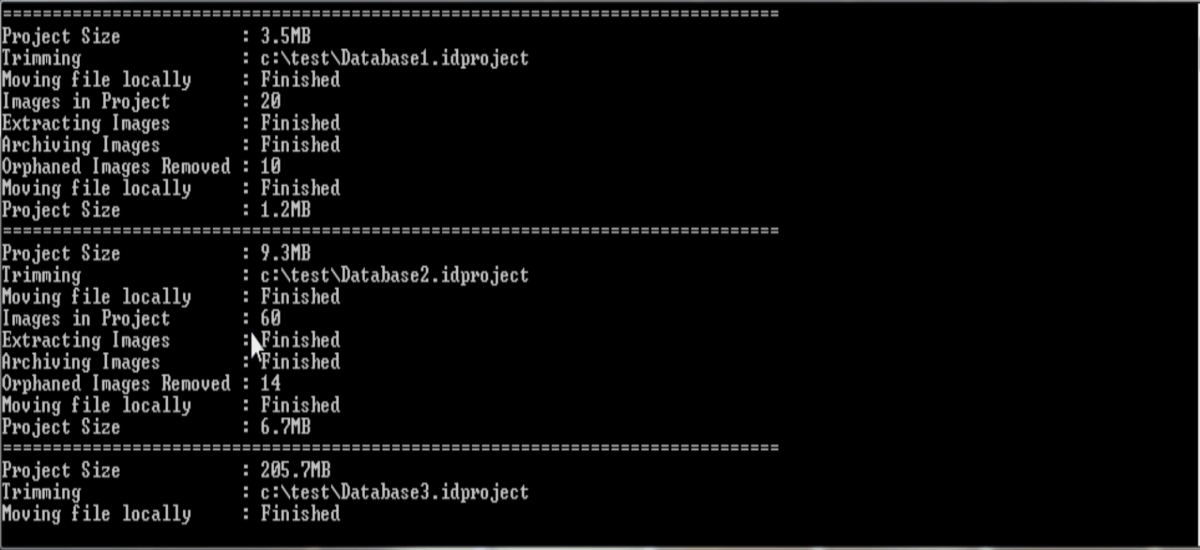 ==============================================================================
Project Size            : 3.5MB
Trimming                : c:\test\Database1.idproject
Moving file locally     : Finished
Images in Project       : 20
Extracting Images       : Finished
Archiving Images        : Finished
Orphaned Images Removed : 10
Moving file locally     : Finished
Project Size            : 1.2MB
==============================================================================
Project Size            : 9.3MB
Trimming                : c:\test\Database2.idproject
Moving file locally     : Finished
Images in Project       : 60
Extracting Images       : Finished
Archiving Images        : Finished
Orphaned Images Removed : 14
Moving file locally     : Finished
Project Size            : 6.7MB
==============================================================================
Project Size            : 205.7MB
Trimming                : c:\test\Database3.idproject
Moving file locally     : Finished